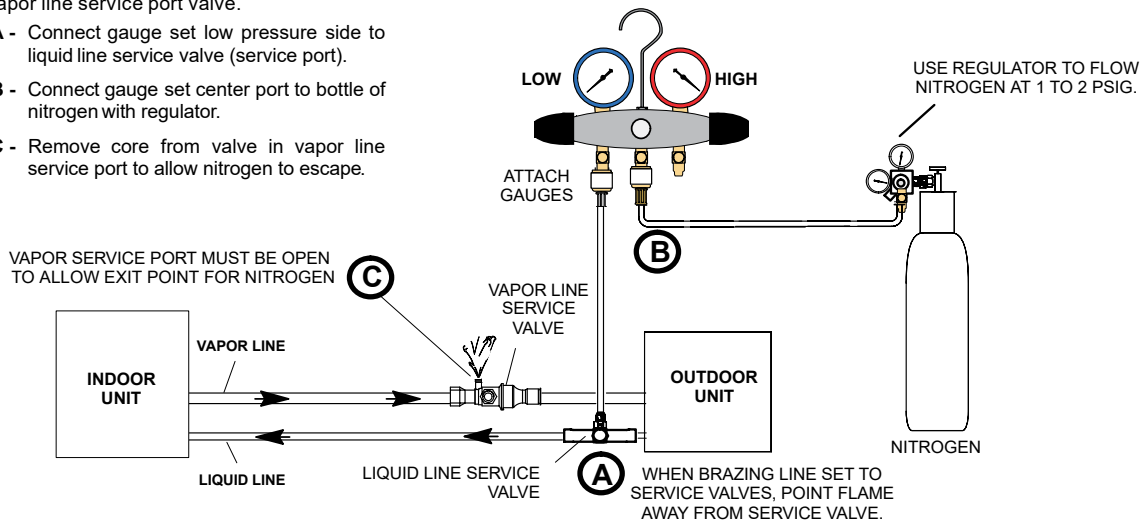 vapor line service port valve.
A - Connect gauge set low pressure side to
liquid line service valve (service port).
B - Connect gauge set center port to bottle of
nitrogen with regulator.
C - Remove core from valve in vapor line
service port to allow nitrogen to escape.
LOW
HIGH
USE REGULATOR TO FLOW
NITROGEN AT 1 TO 2 PSIG.
ATTACH
GAUGES
B
VAPOR SERVICE PORT MUST BE OPEN
TO ALLOW EXIT POINT FOR NITROGEN
C
VAPOR LINE
SERVICE
VALVE
VAPOR LINE
INDOOR
UNIT
OUTDOOR
UNIT
NITROGEN
LIQUID LINE
LIQUID LINE SERVICE
VALVE
A
WHEN BRAZING LINE SET TO
SERVICE VALVES, POINT FLAME
AWAY FROM SERVICE VALVE.